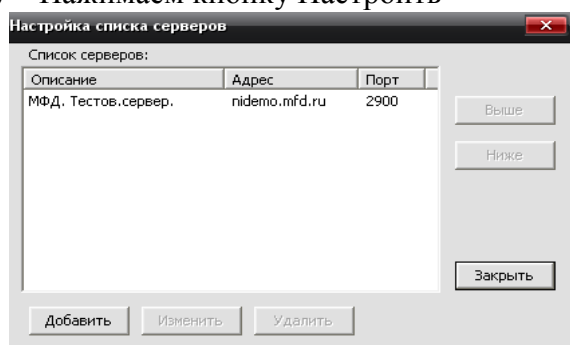 Нажимаем кнопку Настроить
Настройка списка серверов
Список серверов:
Описание Адрес Порт
МФД. Тестов.сервер. nidemo.mfd.ru 2900
Выше
Ниже
Закрыть
Добавить Изменить Удалить